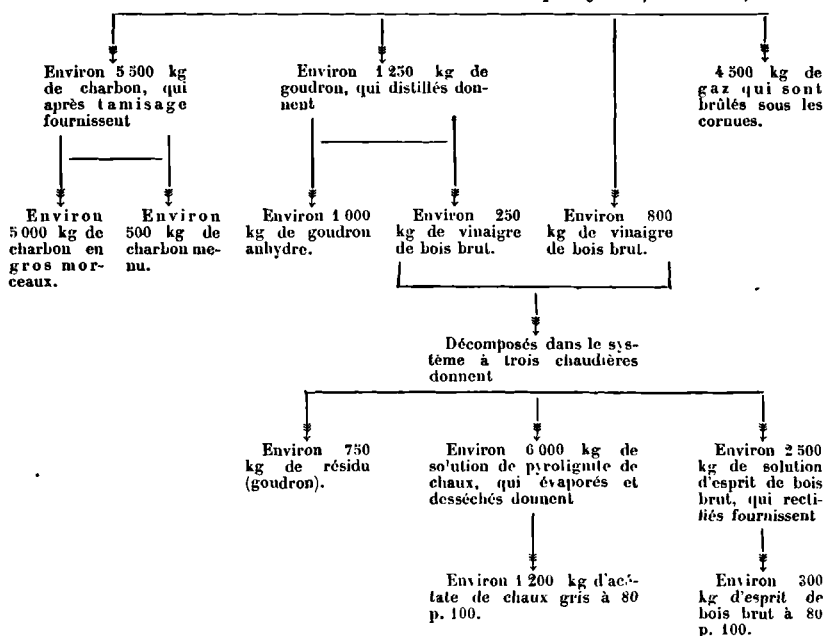 Environ 5 500 kg
de charbon, qui
après tamisage
fournissent
Environ 1 250 kg de
goudron, qui distillés don-
nent
4 500 kg de
gaz qui sont
brûlés sous les
cornues.
Environ
5 000 kg de
charbon en
gros mor-
ceaux.
Environ
500 kg de
charbon me-
nu.
Environ 1 000
kg de goudron
anhydre.
Environ 250
kg de vinaigre
de bois brut.
Environ 800
kg de vinaigre
de bois brut.
Décomposés dans le sys-
tème à trois chaudières
donnent
Environ 750
kg de résidu
(goudron).
Environ 6 000 kg de
solution de pyrolignite de
chaux, qui évaporés et
desséchés donnent
Environ 2 500
kg de solution
d'esprit de bois
brut, qui recti-
fiés fournissent
Environ 1 200 kg d'acé-
tate de chaux gris à 80
p. 100.
Environ 300
kg d'esprit de
bois brut à 80
p. 100.